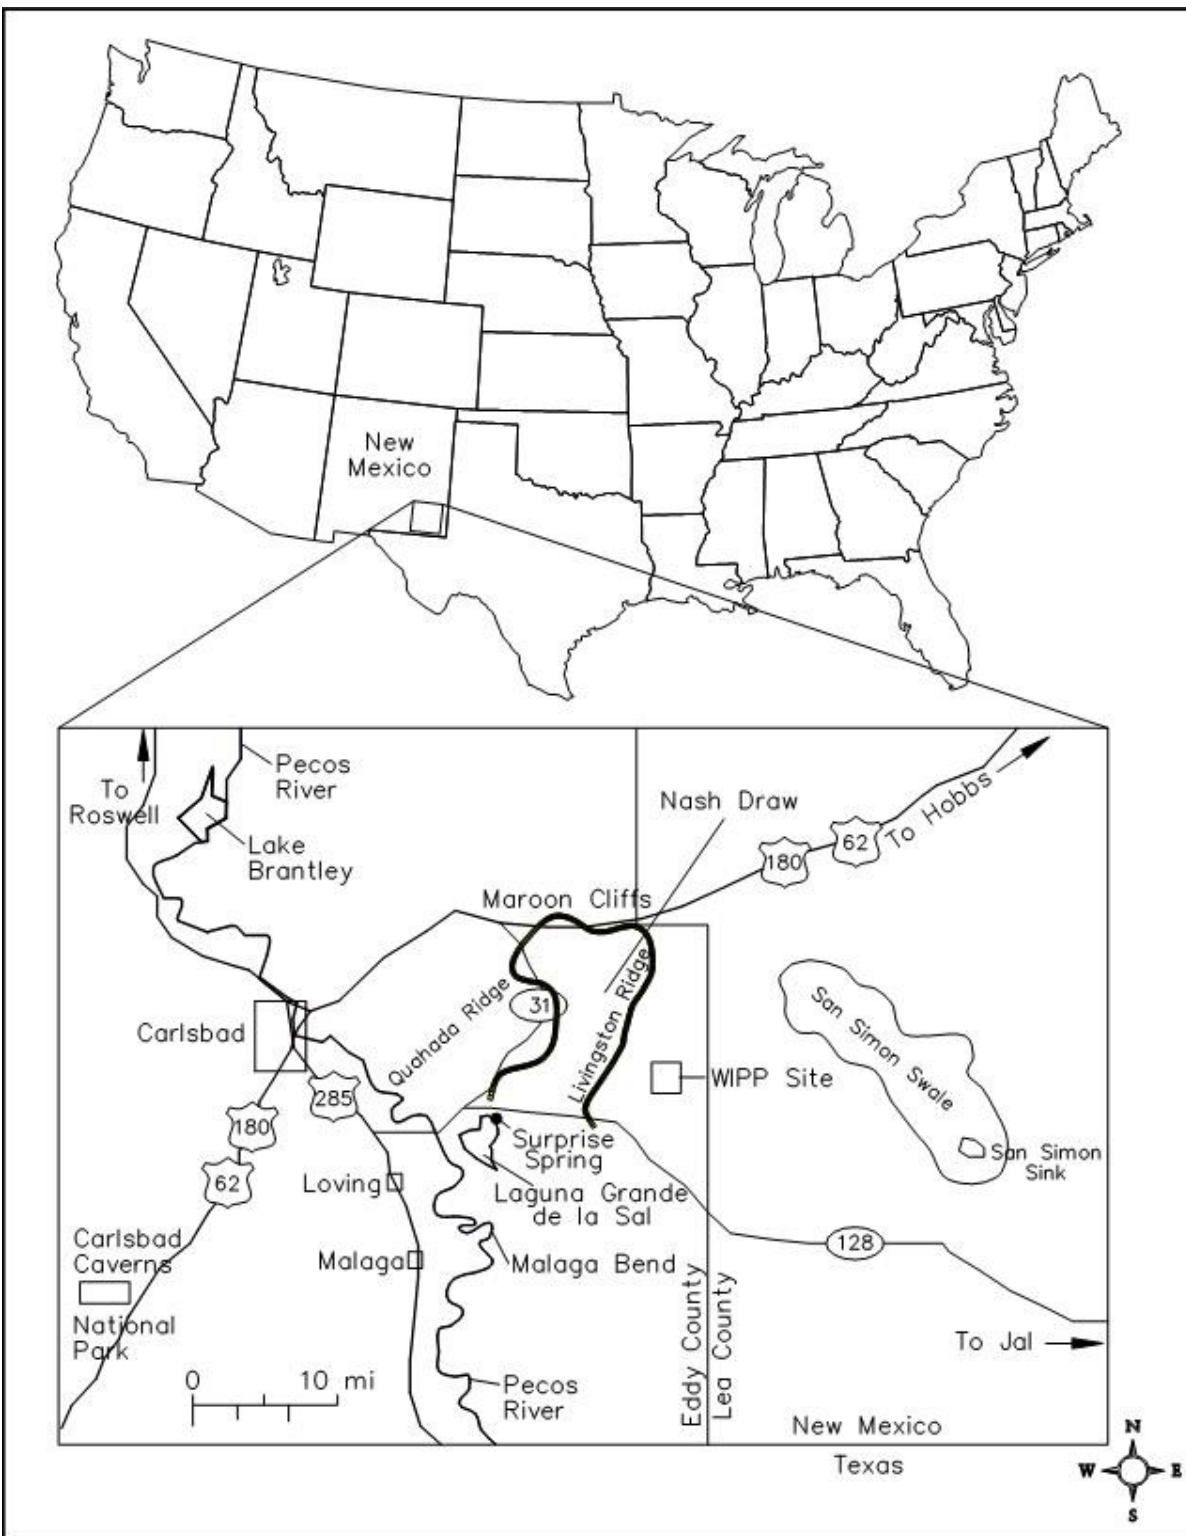 New
Mexico
Pecos
River
To
Roswell
Lake
Brantley
Nash Draw
To Hobbs
62
180
Maroon Cliffs
Quahada Ridge
31
Livingston Ridge
San Simon Swale
Carlsbad
WIPP Site
285
180
62
Surprise
Spring
San Simon
Sink
Loving
Laguna Grande
de la Sal
Carlsbad
Caverns
National
Park
Malaga
Malaga Bend
128
Eddy County
Lea County
To Jal
0 10 mi
Pecos
River
New Mexico
Texas
N
W E
S